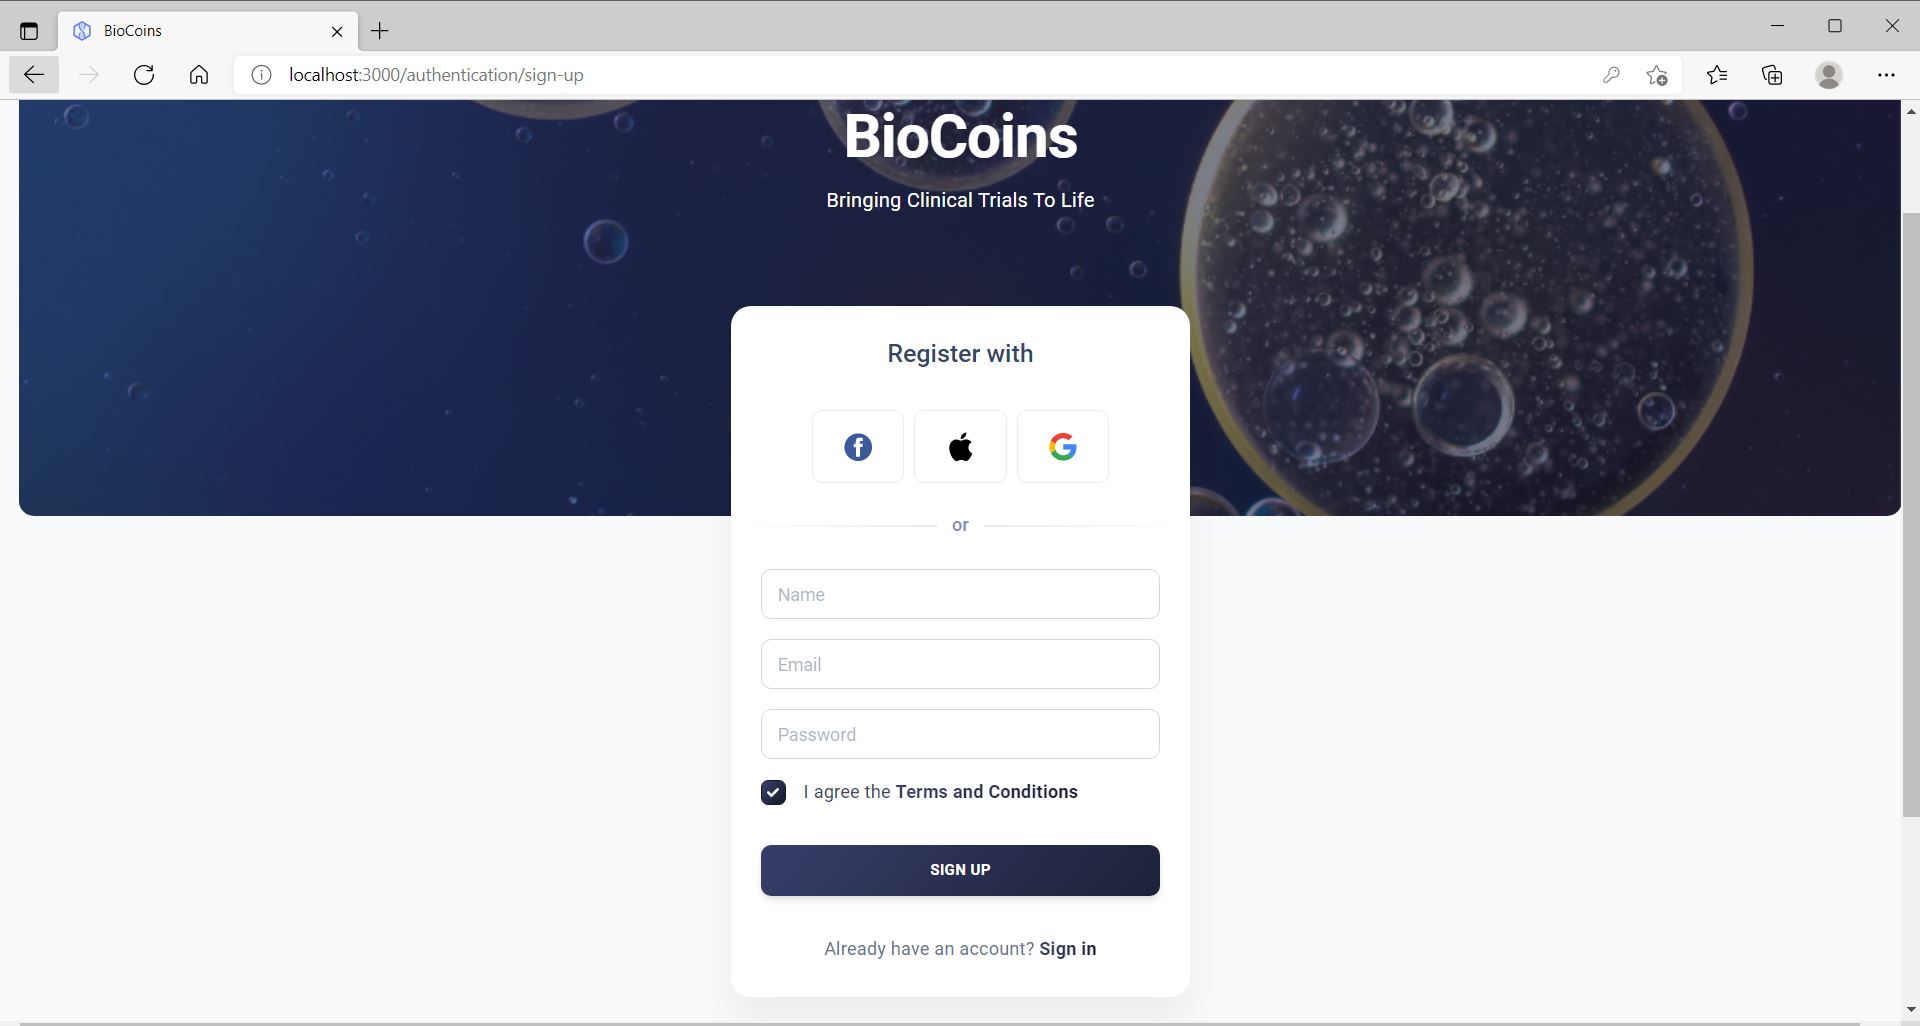 BioCoins
localhost:3000/authentication/sign-up
BioCoins
Bringing Clinical Trials To Life
Register with
or
Name
Email
Password
I agree the Terms and Conditions
SIGN UP
Already have an account? Sign in